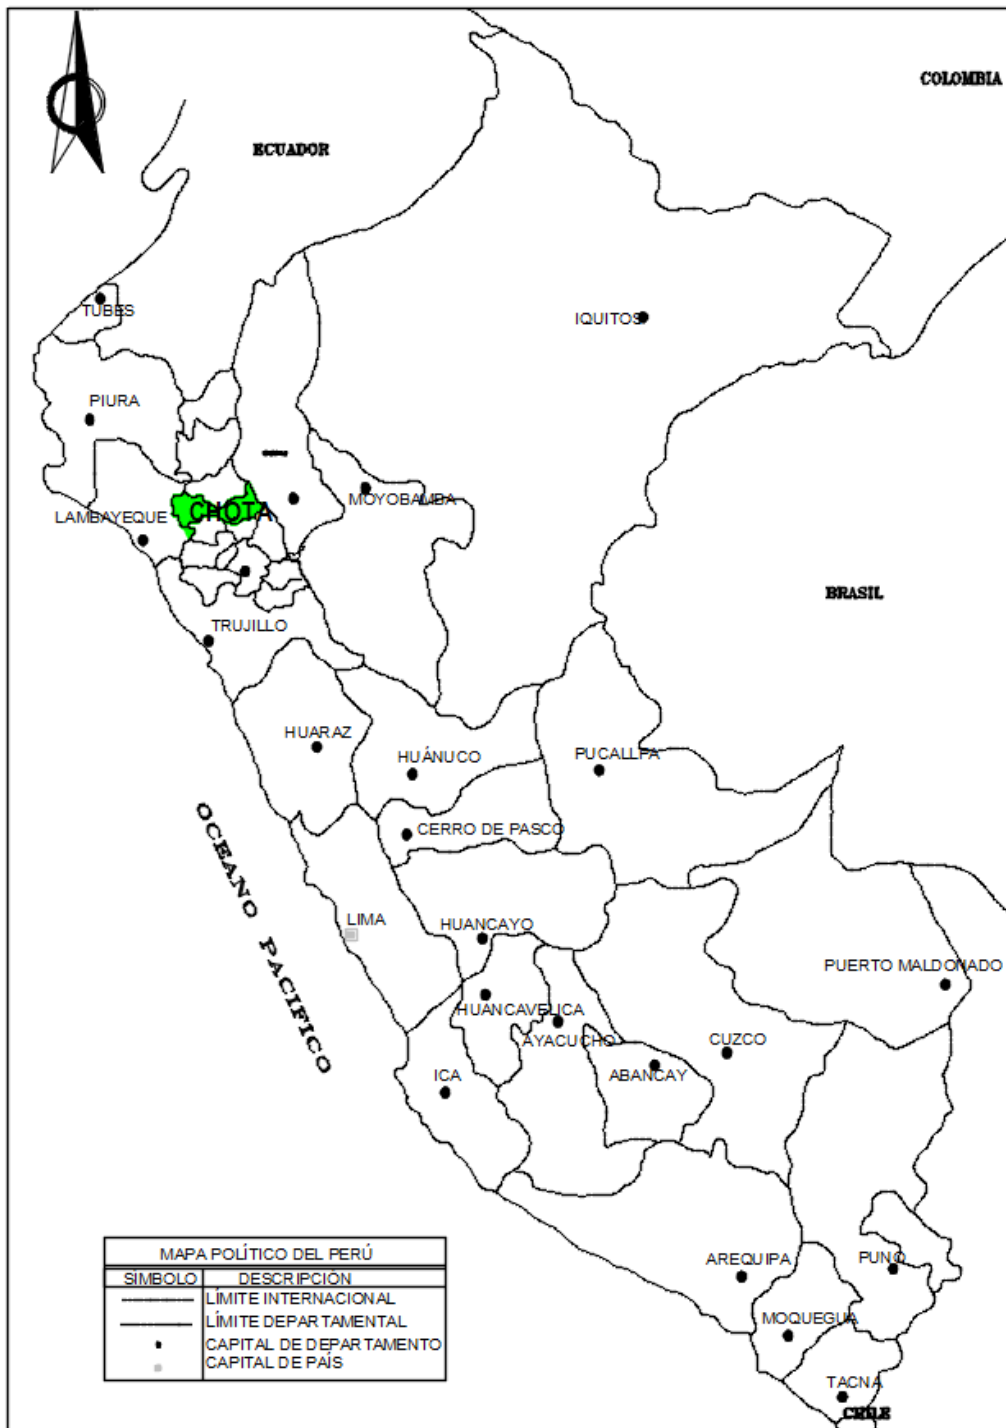 COLOMBIA
ECUADOR
TUBES
IQUITOS
PIURA
MOYOBAMBA
CHOTA
LAMBAYEQUE
BRASIL
TRUJILLO
HUARAZ
HUÁNUCO
PUCALLPA
OCEANO PACIFICO
CERRO DE PASCO
LIMA
HUANCAYO
PUERTO MALDONADO
HUANCAVELICA
AYACUCHO
CUZCO
ICA
ABANCAY
AREQUIPA
PUNO
MOQUEGUA
TACNA
CHILE
MAPA POLÍTICO DEL PERÚ
SÍMBOLO DESCRIPCIÓN
LÍMITE INTERNACIONAL
LÍMITE DEPARTAMENTAL
CAPITAL DE DEPARTAMENTO
CAPITAL DE PAÍS